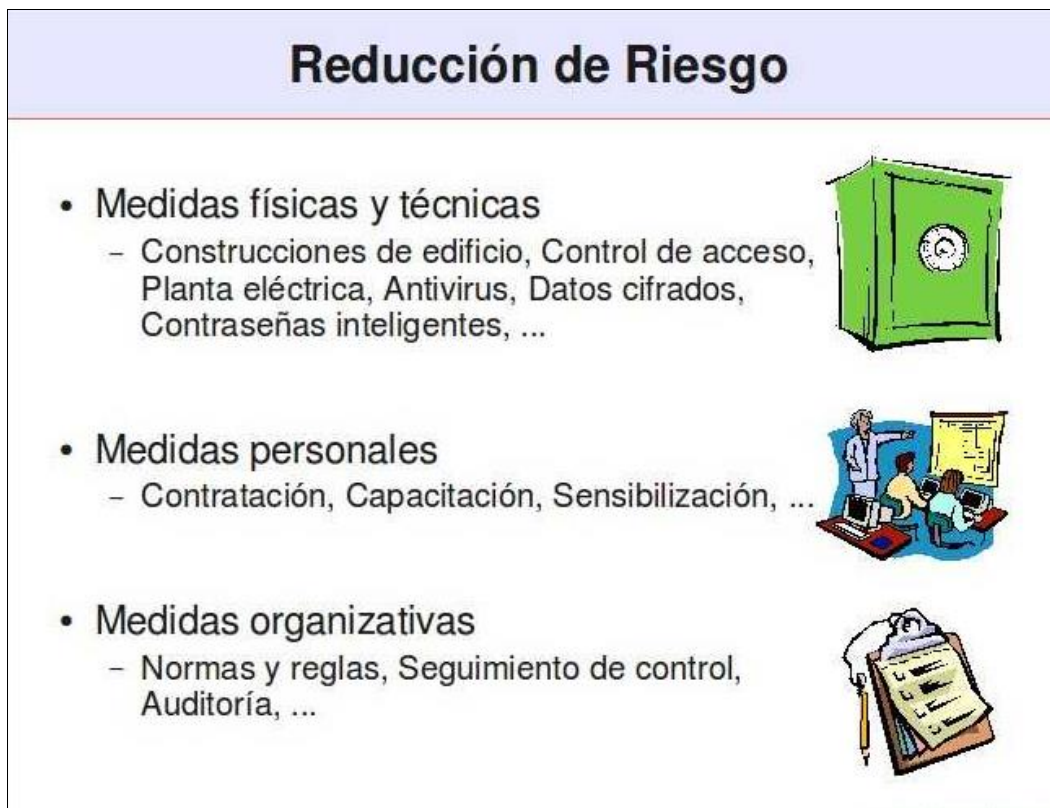 Reducción de Riesgo
• Medidas físicas y técnicas
– Construcciones de edificio, Control de acceso,
Planta eléctrica, Antivirus, Datos cifrados,
Contraseñas inteligentes, ...
• Medidas personales
– Contratación, Capacitación, Sensibilización, ...
• Medidas organizativas
– Normas y reglas, Seguimiento de control,
Auditoría, ...